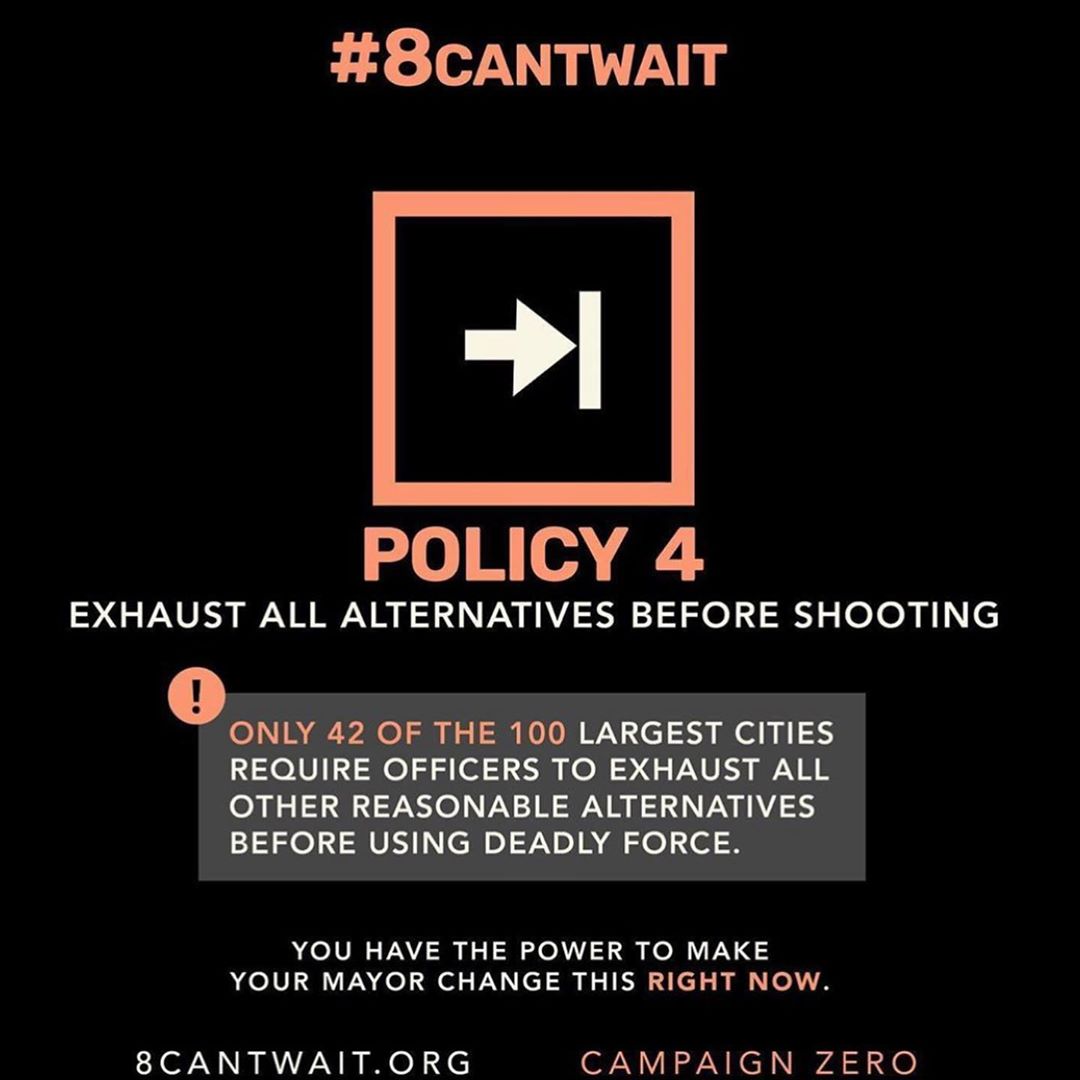 #8CANTWAIT
POLICY 4
EXHAUST ALL ALTERNATIVES BEFORE SHOOTING
!
ONLY 42 OF THE 100 LARGEST CITIES
REQUIRE OFFICERS TO EXHAUST ALL
OTHER REASONABLE ALTERNATIVES
BEFORE USING DEADLY FORCE.
YOU HAVE THE POWER TO MAKE
YOUR MAYOR CHANGE THIS RIGHT NOW.
8CANTWAIT.ORG CAMPAIGN ZERO